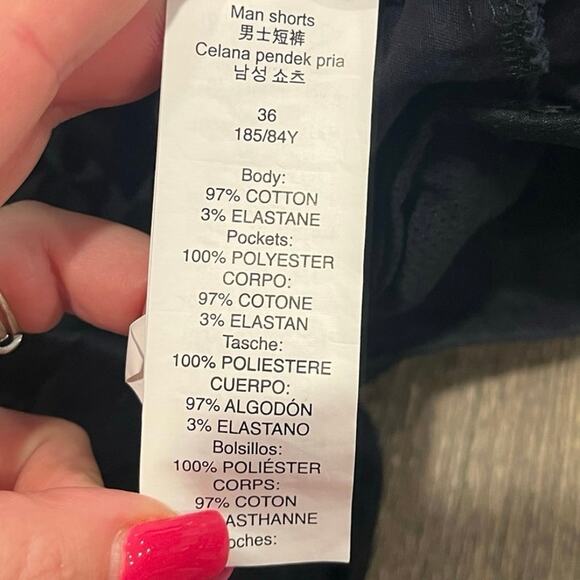 Man shorts
男士短裤
Celana pendek pria
남성 쇼츠
36
185/84Y
Body:
97% COTTON
3% ELASTANE
Pockets:
100% POLYESTER
CORPO:
97% COTONE
3% ELASTAN
Tasche:
100% POLIESTERE
CUERPO:
97% ALGODÓN
3% ELASTANO
Bolsillos:
100% POLIÉSTER
CORPS:
97% COTON